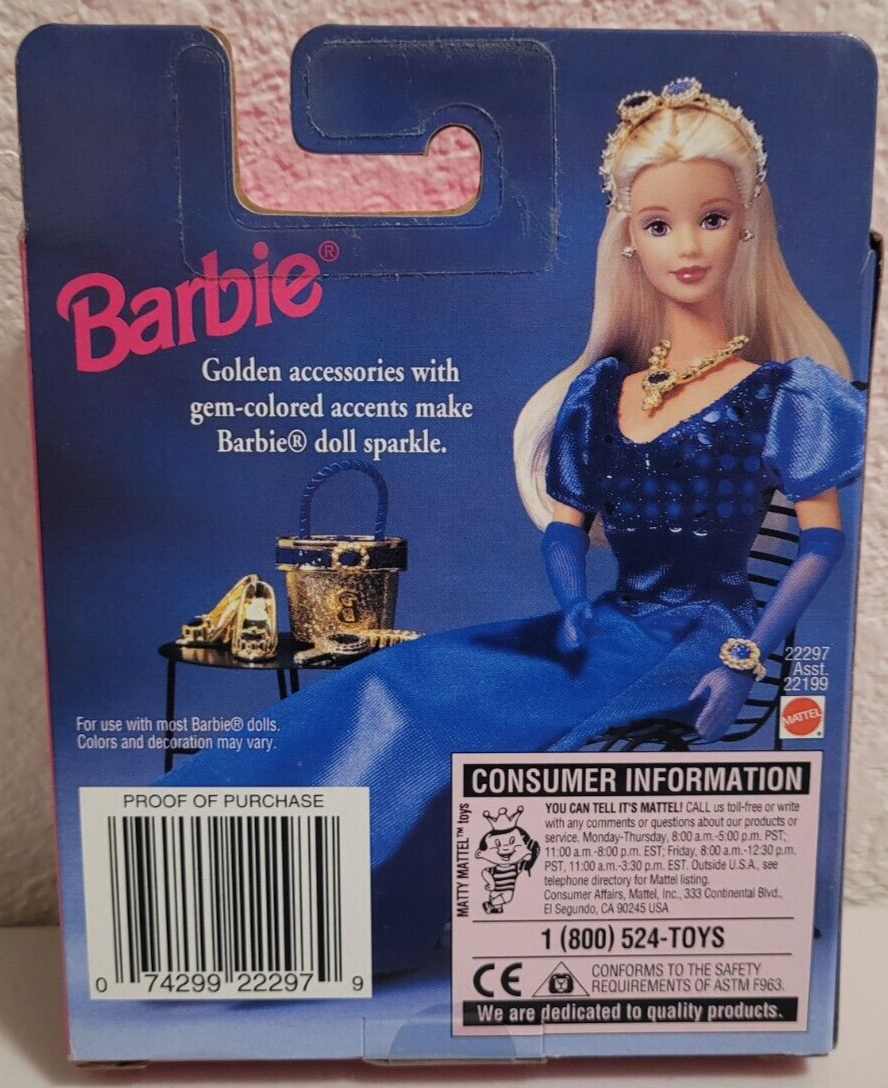 Barbie®
Golden accessories with
gem-colored accents make
Barbie® doll sparkle.
22297
Asst.
22199
MATTEL
For use with most Barbie® dolls.
Colors and decoration may vary.
PROOF OF PURCHASE
0 74299 22297 9
CONSUMER INFORMATION
MATTY MATTEL™ toys
YOU CAN TELL IT'S MATTEL! CALL us toll-free or write
with any comments or questions about our products or
service. Monday-Thursday, 8:00 a.m.-5:00 p.m. PST;
11:00 a.m.-8:00 p.m. EST; Friday, 8:00 a.m.-12:30 p.m.
PST, 11:00 a.m.-3:30 p.m. EST. Outside U.S.A., see
telephone directory for Mattel listing.
Consumer Affairs, Mattel, Inc., 333 Continental Blvd.,
El Segundo, CA 90245 USA
1 (800) 524-TOYS
CE
CONFORMS TO THE SAFETY
REQUIREMENTS OF ASTM F963.
We are dedicated to quality products.